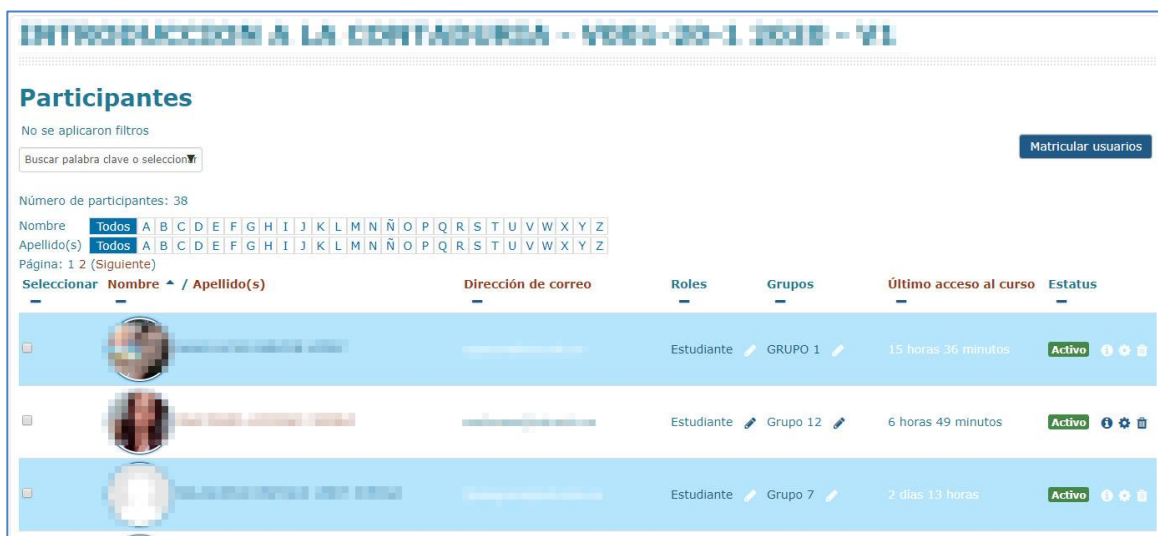 Participantes
No se aplicaron filtros
Buscar palabra clave o seleccionar
Matricular usuarios
Número de participantes: 38
Nombre Todos A B C D E F G H I J K L M N Ñ O P Q R S T U V W X Y Z
Apellido(s) Todos A B C D E F G H I J K L M N Ñ O P Q R S T U V W X Y Z
Página: 1 2 (Siguiente)
Seleccionar Nombre / Apellido(s) Dirección de correo Roles Grupos Último acceso al curso Estatus
Estudiante GRUPO 1 15 horas 36 minutos Activo
Estudiante Grupo 12 6 horas 49 minutos Activo
Estudiante Grupo 7 2 días 13 horas Activo